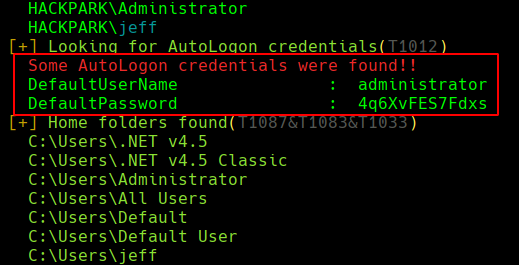 HACKPARK\Administrator
HACKPARK\jeff
[+] Looking for AutoLogon credentials(T1012)
Some AutoLogon credentials were found!!
DefaultUserName : administrator
DefaultPassword : 4q6XvFES7Fdxs
[+] Home folders found(T1087&T1083&T1033)
C:\Users\.NET v4.5
C:\Users\.NET v4.5 Classic
C:\Users\Administrator
C:\Users\All Users
C:\Users\Default
C:\Users\Default User
C:\Users\jeff